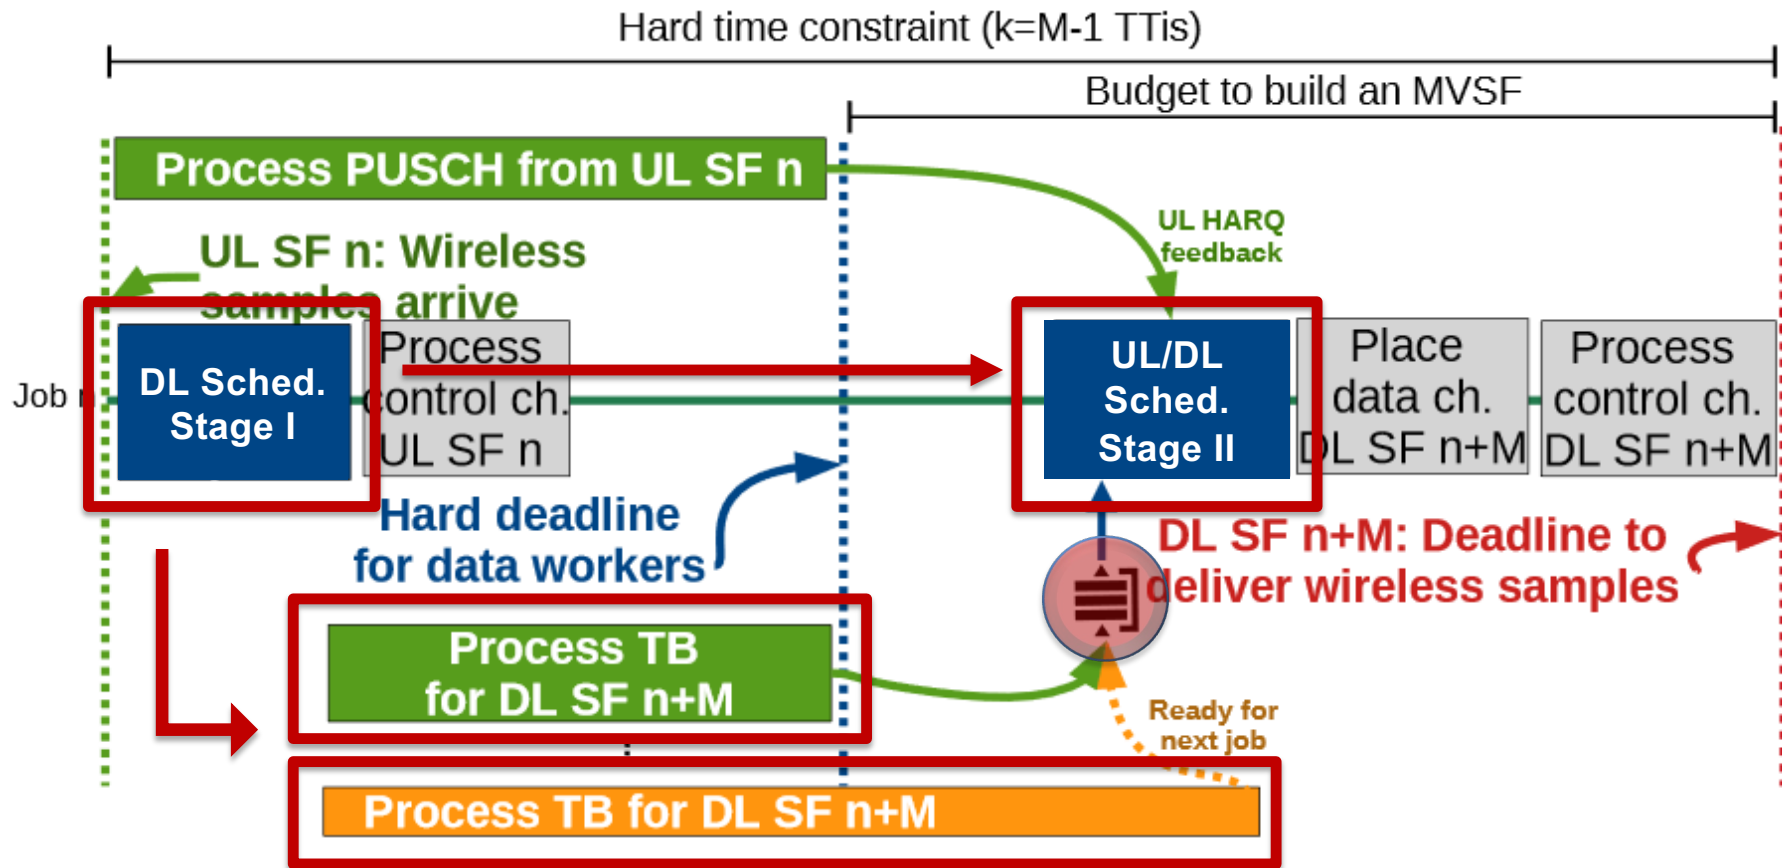 Hard time constraint (k=M-1 TTis)
Budget to build an MVSF
Process PUSCH from UL SF n
UL HARQ
feedback
UL SF n: Wireless
samples arrive
Job n
DL Sched.
Stage I
Process
control ch.
UL SF n
UL/DL
Sched.
Stage II
Place
data ch.
DL SF n+M
Process
control ch.
DL SF n+M
Hard deadline
for data workers
DL SF n+M: Deadline to
deliver wireless samples
Process TB
for DL SF n+M
Ready for
next job
Process TB for DL SF n+M